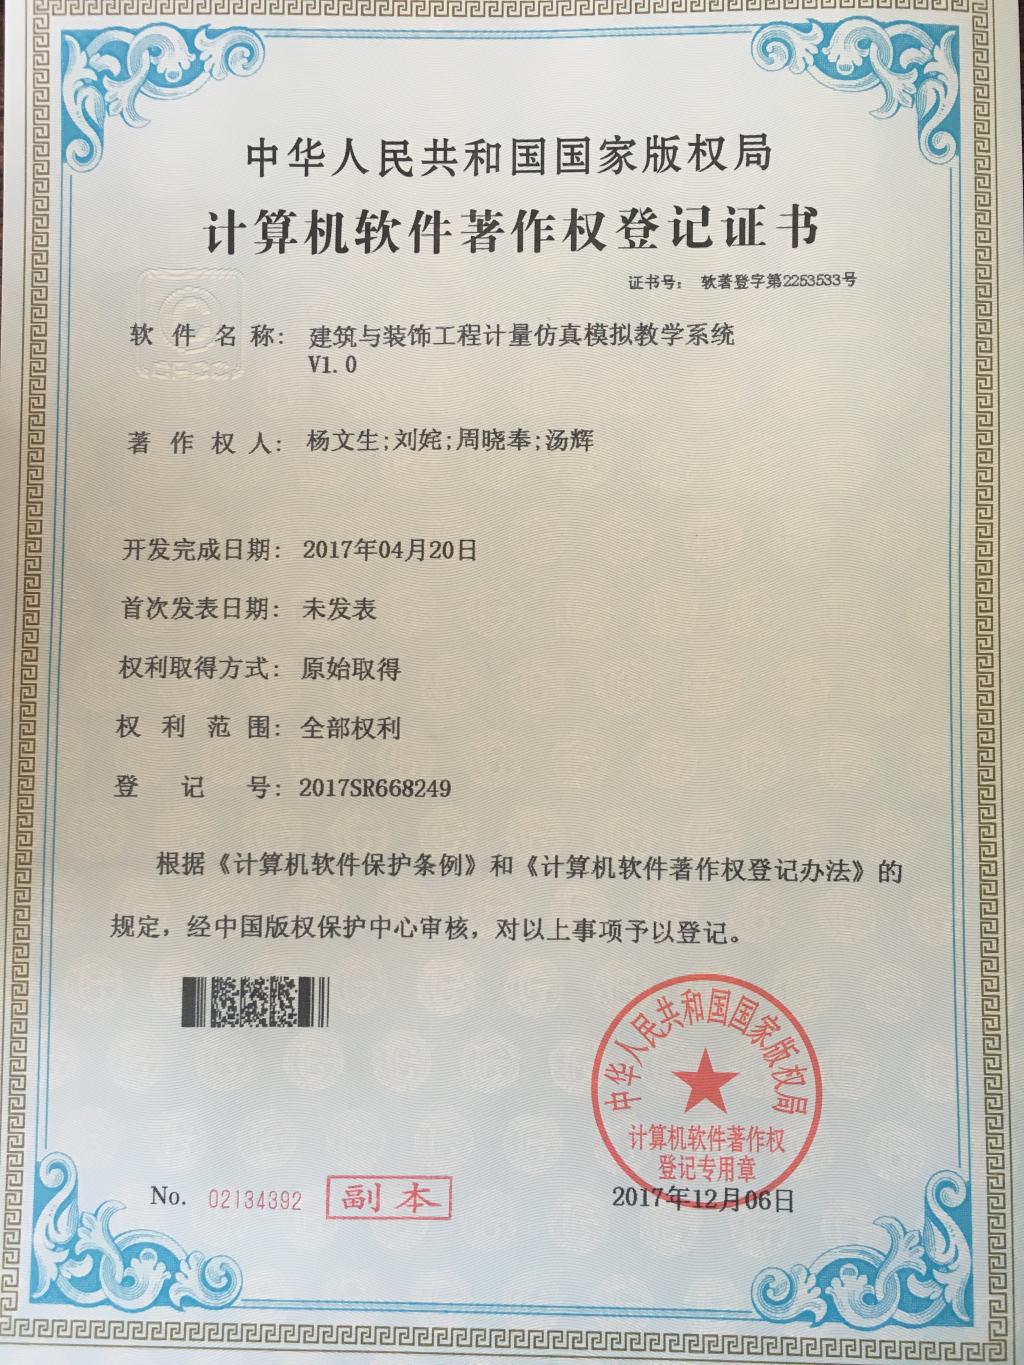 中华人民共和国国家版权局
计算机软件著作权登记证书
证书号： 软著登字第2253533号
软件名称： 建筑与装饰工程计量仿真模拟教学系统
V1.0
著作权人： 杨文生;刘姹;周晓奉;汤辉
开发完成日期： 2017年04月20日
首次发表日期： 未发表
权利取得方式： 原始取得
权利范围： 全部权利
登记号： 2017SR668249
根据《计算机软件保护条例》和《计算机软件著作权登记办法》的
规定，经中国版权保护中心审核，对以上事项予以登记。
中华人民共和国国家版权局
计算机软件著作权
登记专用章
No. 02134392 副本
2017年12月06日